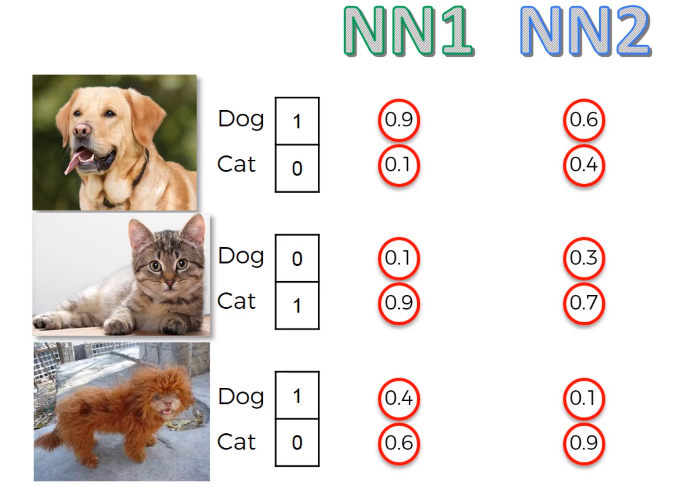 NN1 NN2
Dog 1 0.9 0.6
Cat 0 0.1 0.4
Dog 0 0.1 0.3
Cat 1 0.9 0.7
Dog 1 0.4 0.1
Cat 0 0.6 0.9